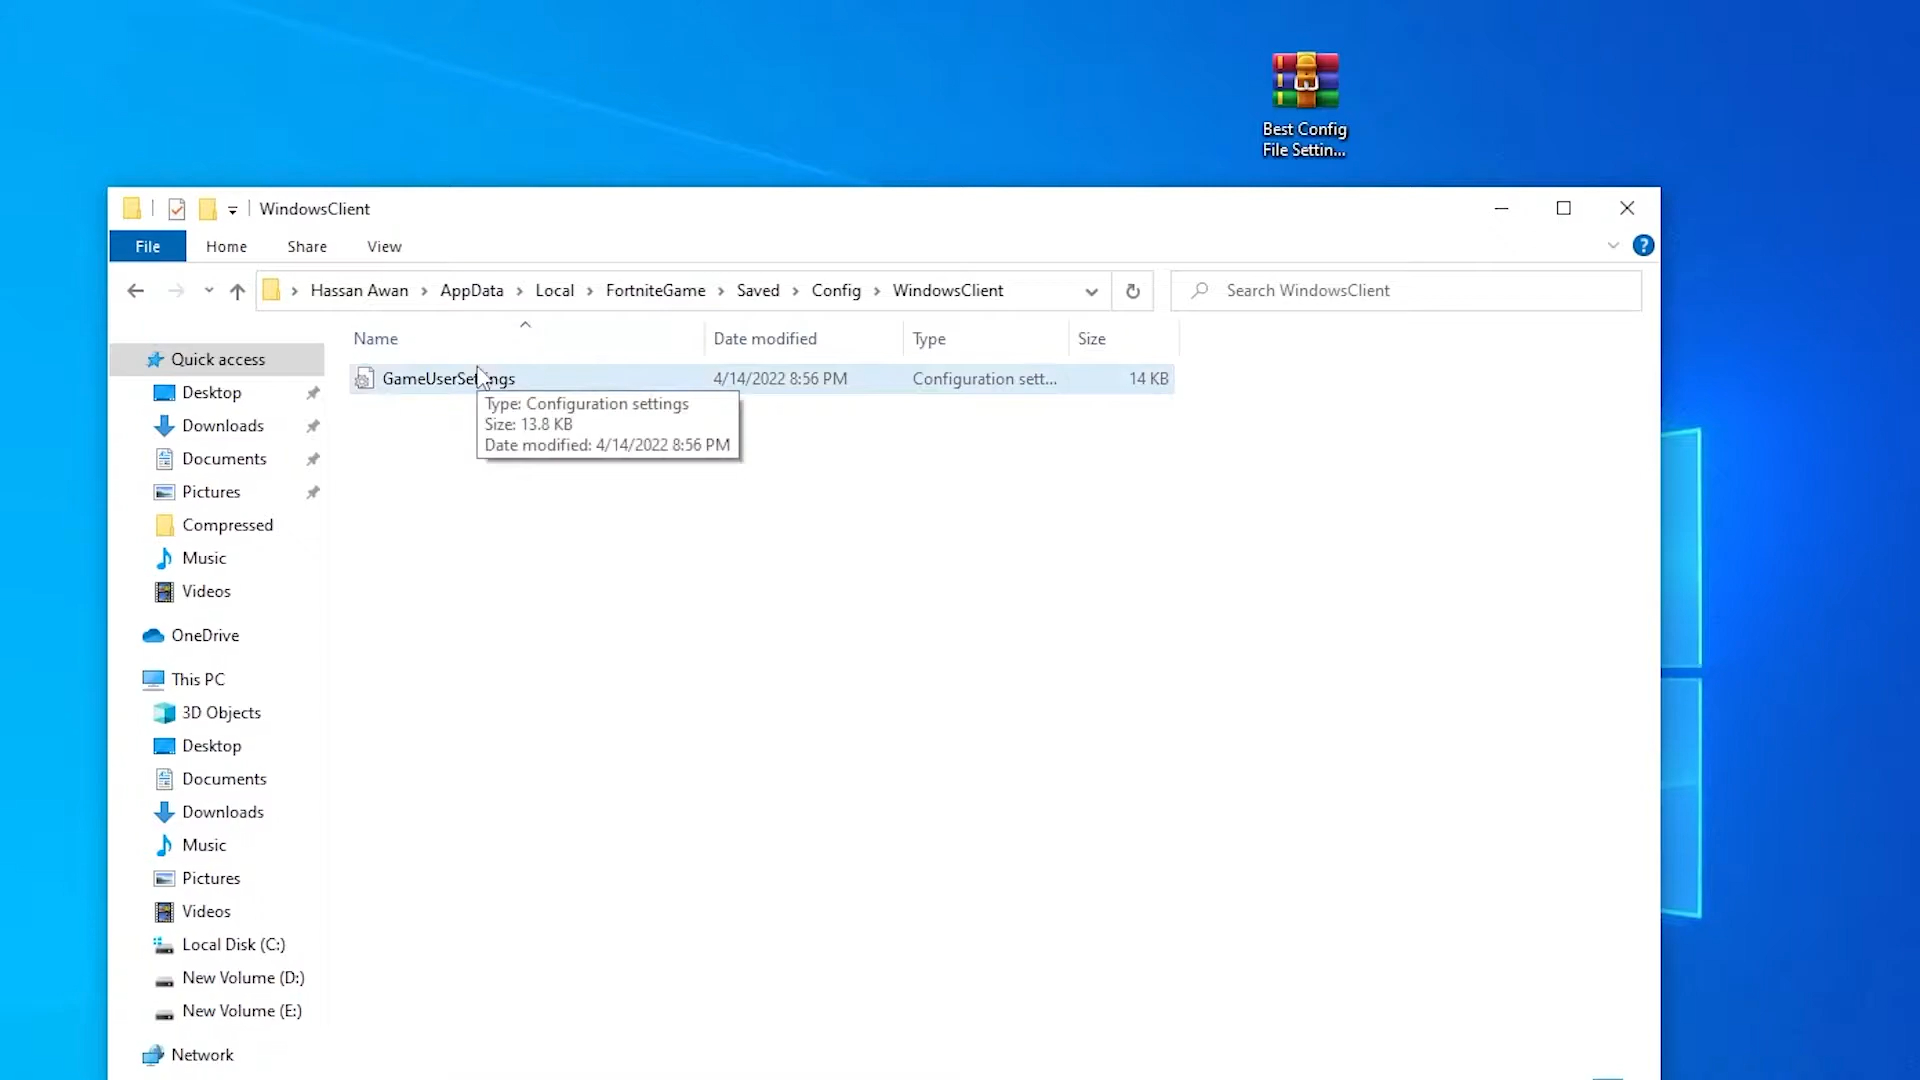 Best Config
File Settin...
WindowsClient
File Home Share View
Hassan Awan AppData Local FortniteGame Saved Config WindowsClient
Search WindowsClient
Name Date modified Type Size
GameUserSettings 4/14/2022 8:56 PM Configuration sett... 14 KB
Type: Configuration settings
Size: 13.8 KB
Date modified: 4/14/2022 8:56 PM
Quick access
Desktop
Downloads
Documents
Pictures
Compressed
Music
Videos
OneDrive
This PC
3D Objects
Desktop
Documents
Downloads
Music
Pictures
Videos
Local Disk (C:)
New Volume (D:)
New Volume (E:)
Network